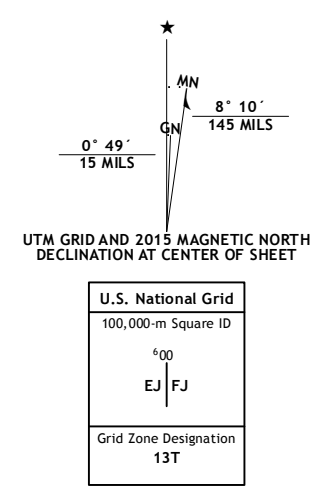 ★
MN
8° 10´
145 MILS
GN
0° 49´
15 MILS
UTM GRID AND 2015 MAGNETIC NORTH
DECLINATION AT CENTER OF SHEET
U.S. National Grid
100,000-m Square ID
⁶00
EJ FJ
Grid Zone Designation
13T